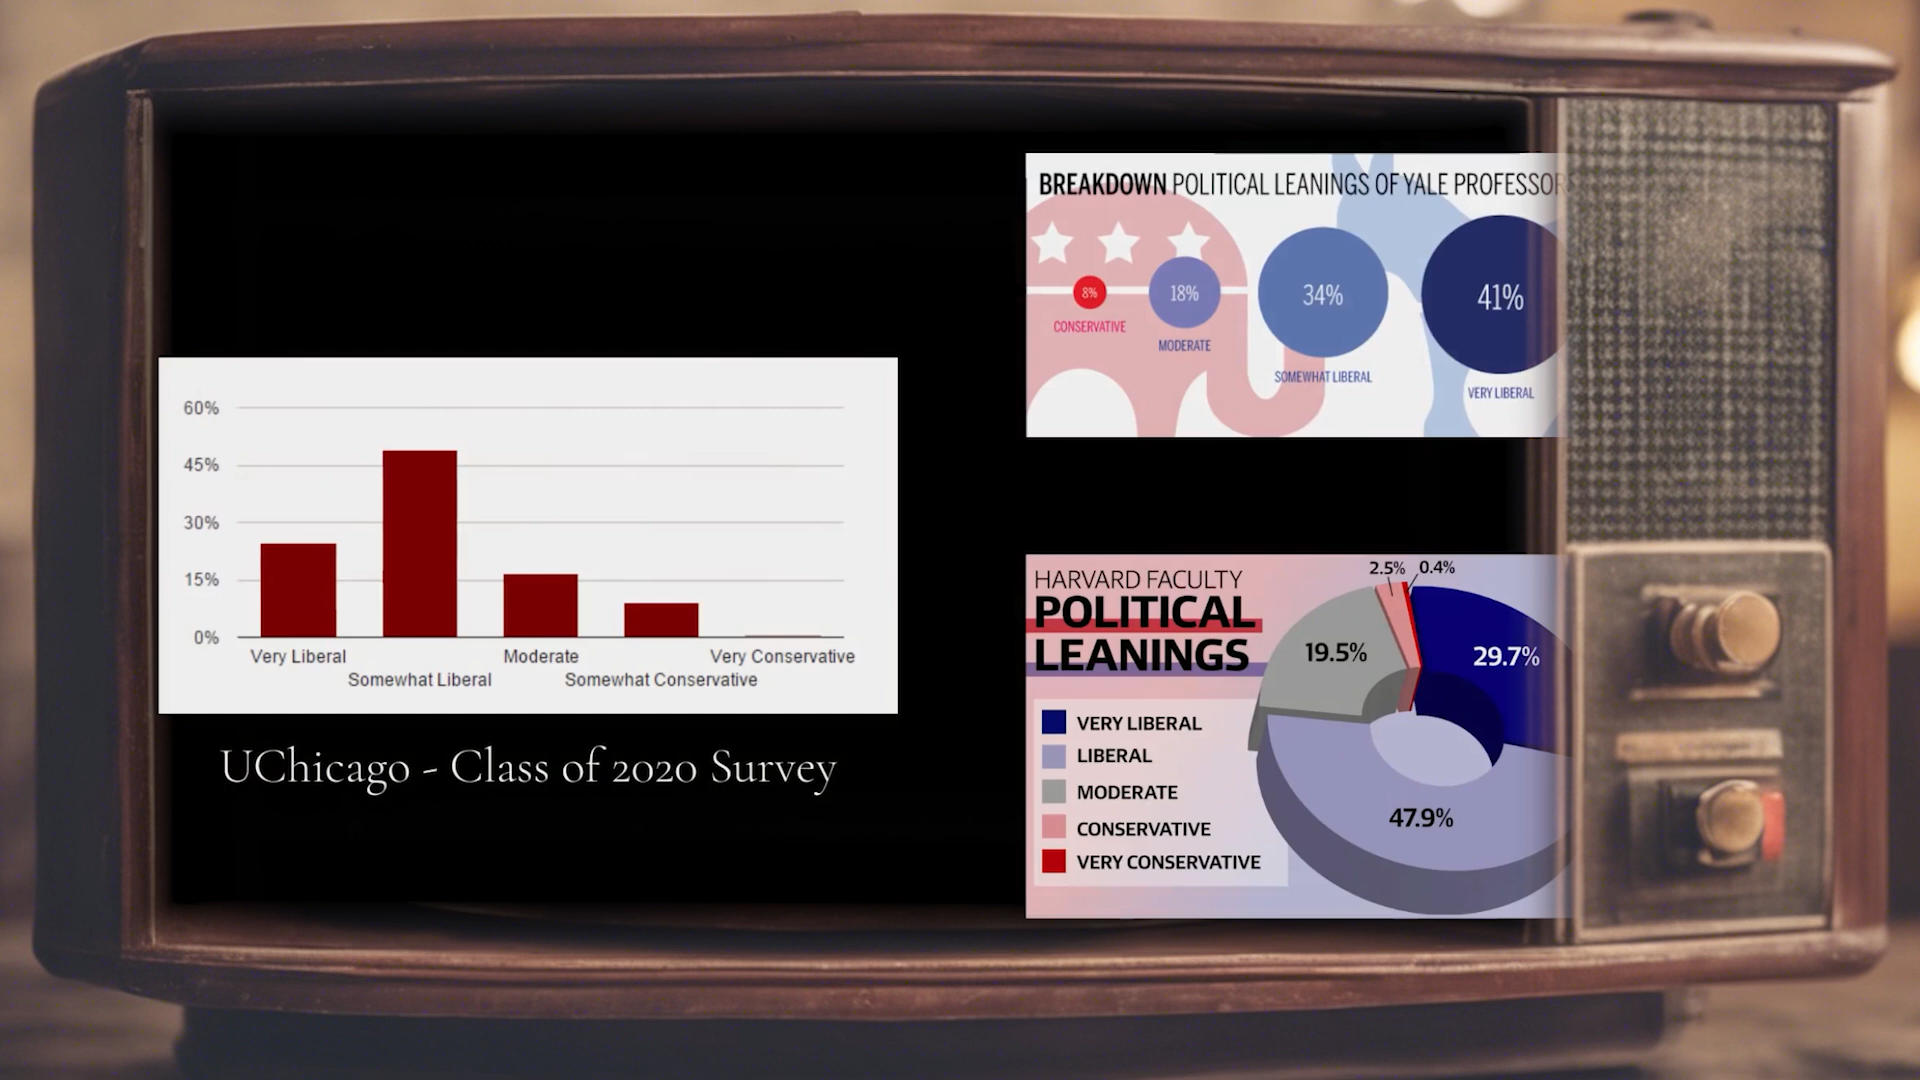 60%
45%
30%
15%
0%
Very Liberal
Somewhat Liberal
Moderate
Somewhat Conservative
Very Conservative
UChicago - Class of 2020 Survey
BREAKDOWN POLITICAL LEANINGS OF YALE PROFESSOR
8%
CONSERVATIVE
18%
MODERATE
34%
SOMEWHAT LIBERAL
41%
VERY LIBERAL
HARVARD FACULTY
POLITICAL
LEANINGS
VERY LIBERAL
LIBERAL
MODERATE
CONSERVATIVE
VERY CONSERVATIVE
2.5%
0.4%
19.5%
29.7%
47.9%